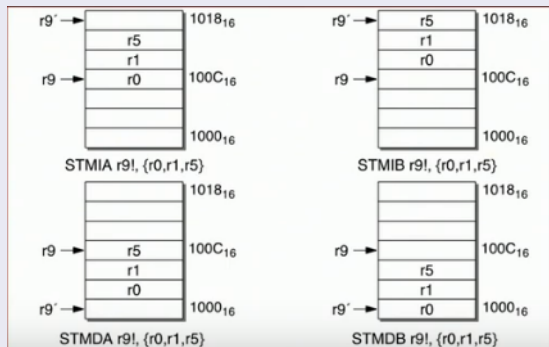 r9´ 1018₁₆
r5
r1
r9 r0 100C₁₆
1000₁₆
STMIA r9!, {r0,r1,r5}
r9´ r5 1018₁₆
r1
r0
r9 100C₁₆
1000₁₆
STMIB r9!, {r0,r1,r5}
1018₁₆
r9 r5 100C₁₆
r1
r0
r9´ 1000₁₆
STMDA r9!, {r0,r1,r5}
1018₁₆
r9 100C₁₆
r5
r1
r9´ r0 1000₁₆
STMDB r9!, {r0,r1,r5}